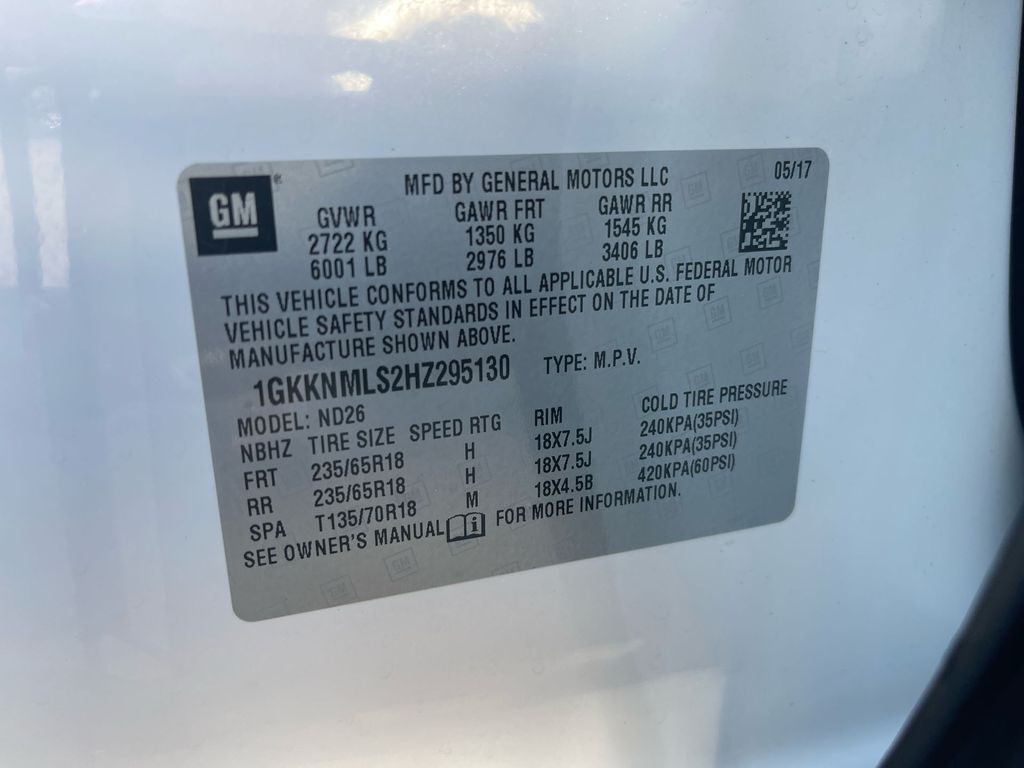 GM® MFD BY GENERAL MOTORS LLC 05/17
GVWR GAWR FRT GAWR RR
2722 KG 1350 KG 1545 KG
6001 LB 2976 LB 3406 LB
THIS VEHICLE CONFORMS TO ALL APPLICABLE U.S. FEDERAL MOTOR
VEHICLE SAFETY STANDARDS IN EFFECT ON THE DATE OF
MANUFACTURE SHOWN ABOVE.
1GKKNMLS2HZ295130 TYPE: M.P.V.
MODEL: ND26
NBHZ TIRE SIZE SPEED RTG RIM COLD TIRE PRESSURE
FRT 235/65R18 H 18X7.5J 240KPA(35PSI)
RR 235/65R18 H 18X7.5J 240KPA(35PSI)
SPA T135/70R18 M 18X4.5B 420KPA(60PSI)
SEE OWNER'S MANUAL i FOR MORE INFORMATION.